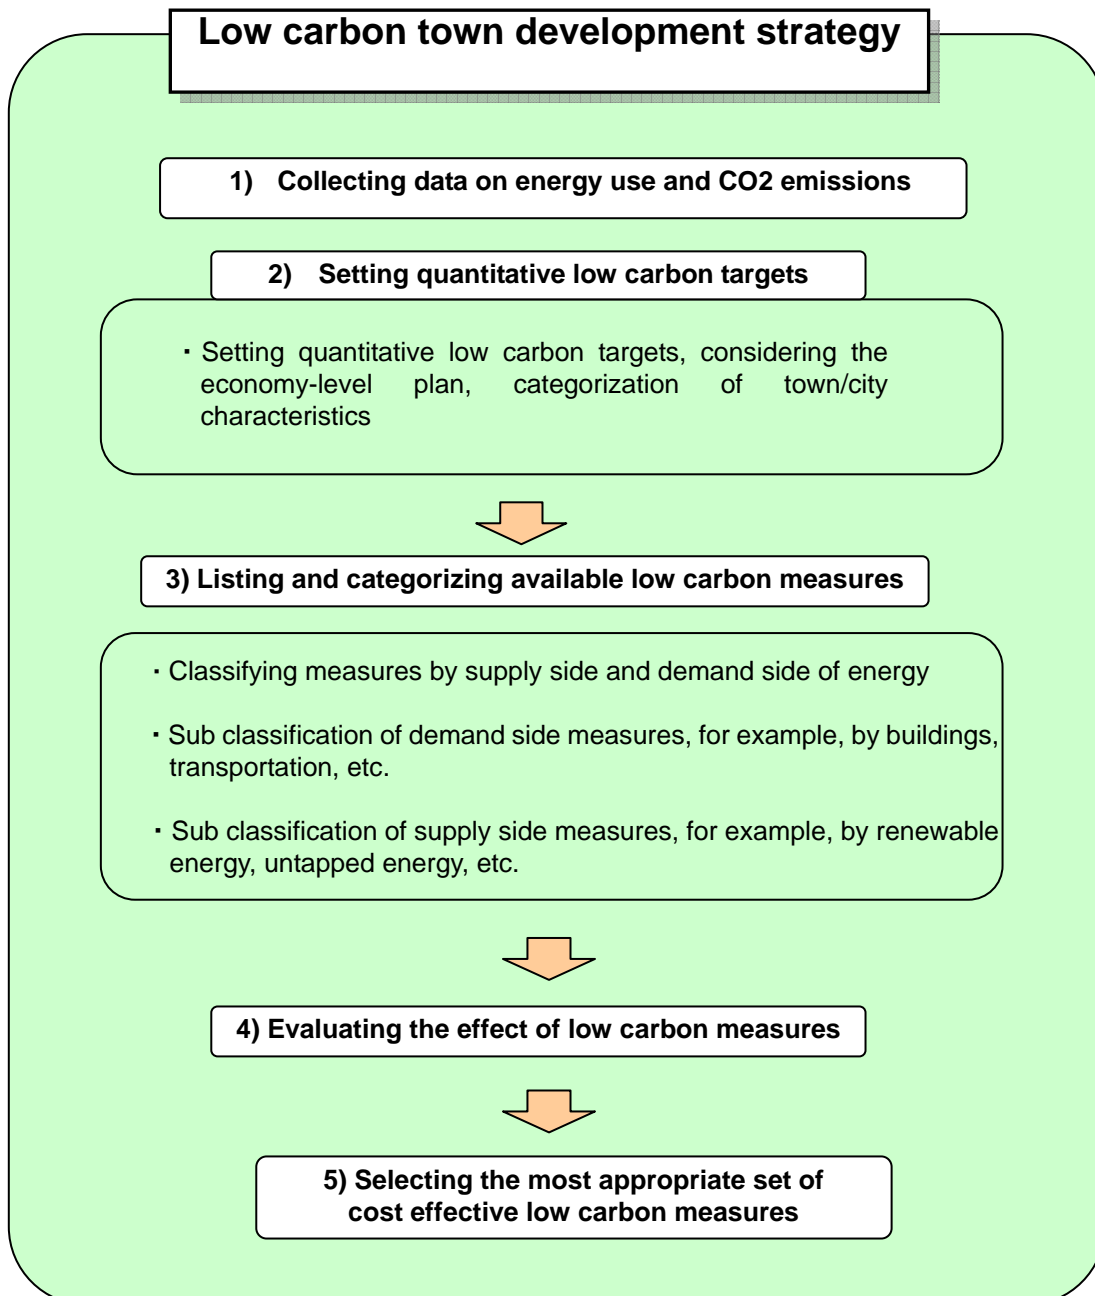 Low carbon town development strategy
1) Collecting data on energy use and CO2 emissions
2) Setting quantitative low carbon targets
・Setting quantitative low carbon targets, considering the
economy-level plan, categorization of town/city
characteristics
3) Listing and categorizing available low carbon measures
・Classifying measures by supply side and demand side of energy
・Sub classification of demand side measures, for example, by buildings,
transportation, etc.
・Sub classification of supply side measures, for example, by renewable
energy, untapped energy, etc.
4) Evaluating the effect of low carbon measures
5) Selecting the most appropriate set of
cost effective low carbon measures